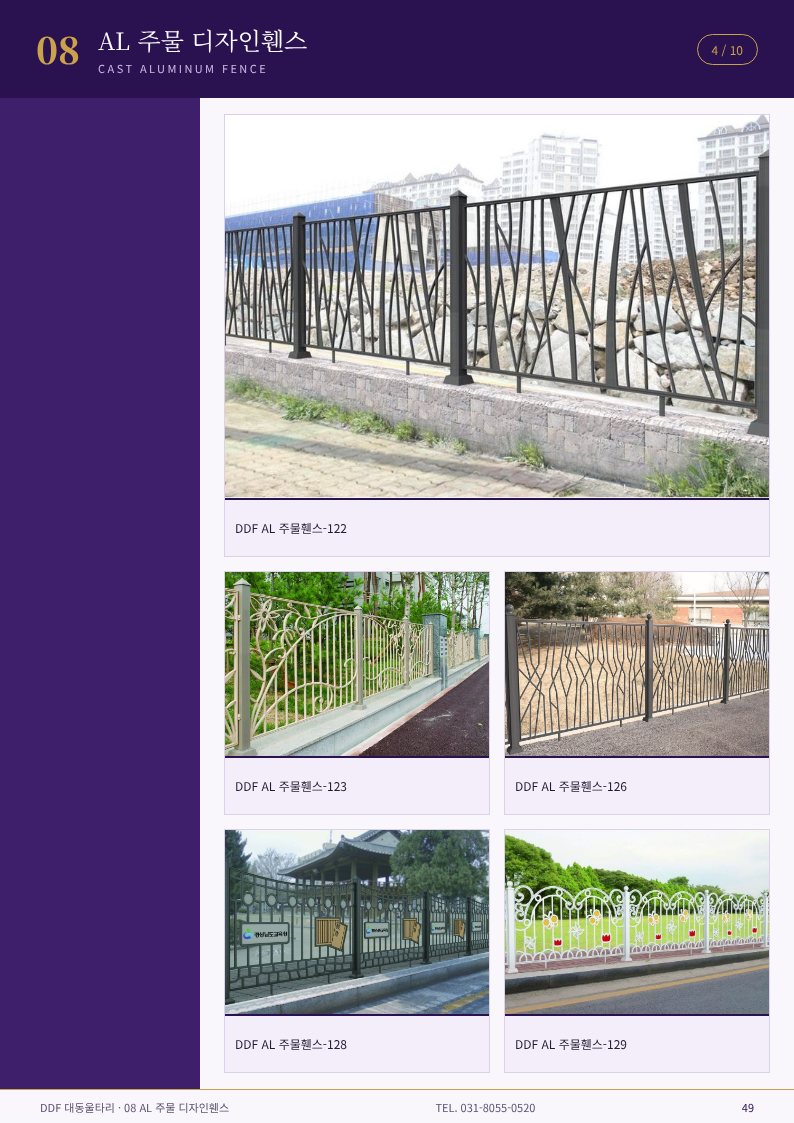 08
AL 주물 디자인휀스
CAST ALUMINUM FENCE
4 / 10
DDF AL 주물휀스-122
DDF AL 주물휀스-123
DDF AL 주물휀스-126
DDF AL 주물휀스-128
DDF AL 주물휀스-129
DDF 대동울타리 · 08 AL 주물 디자인휀스
TEL. 031-8055-0520
49